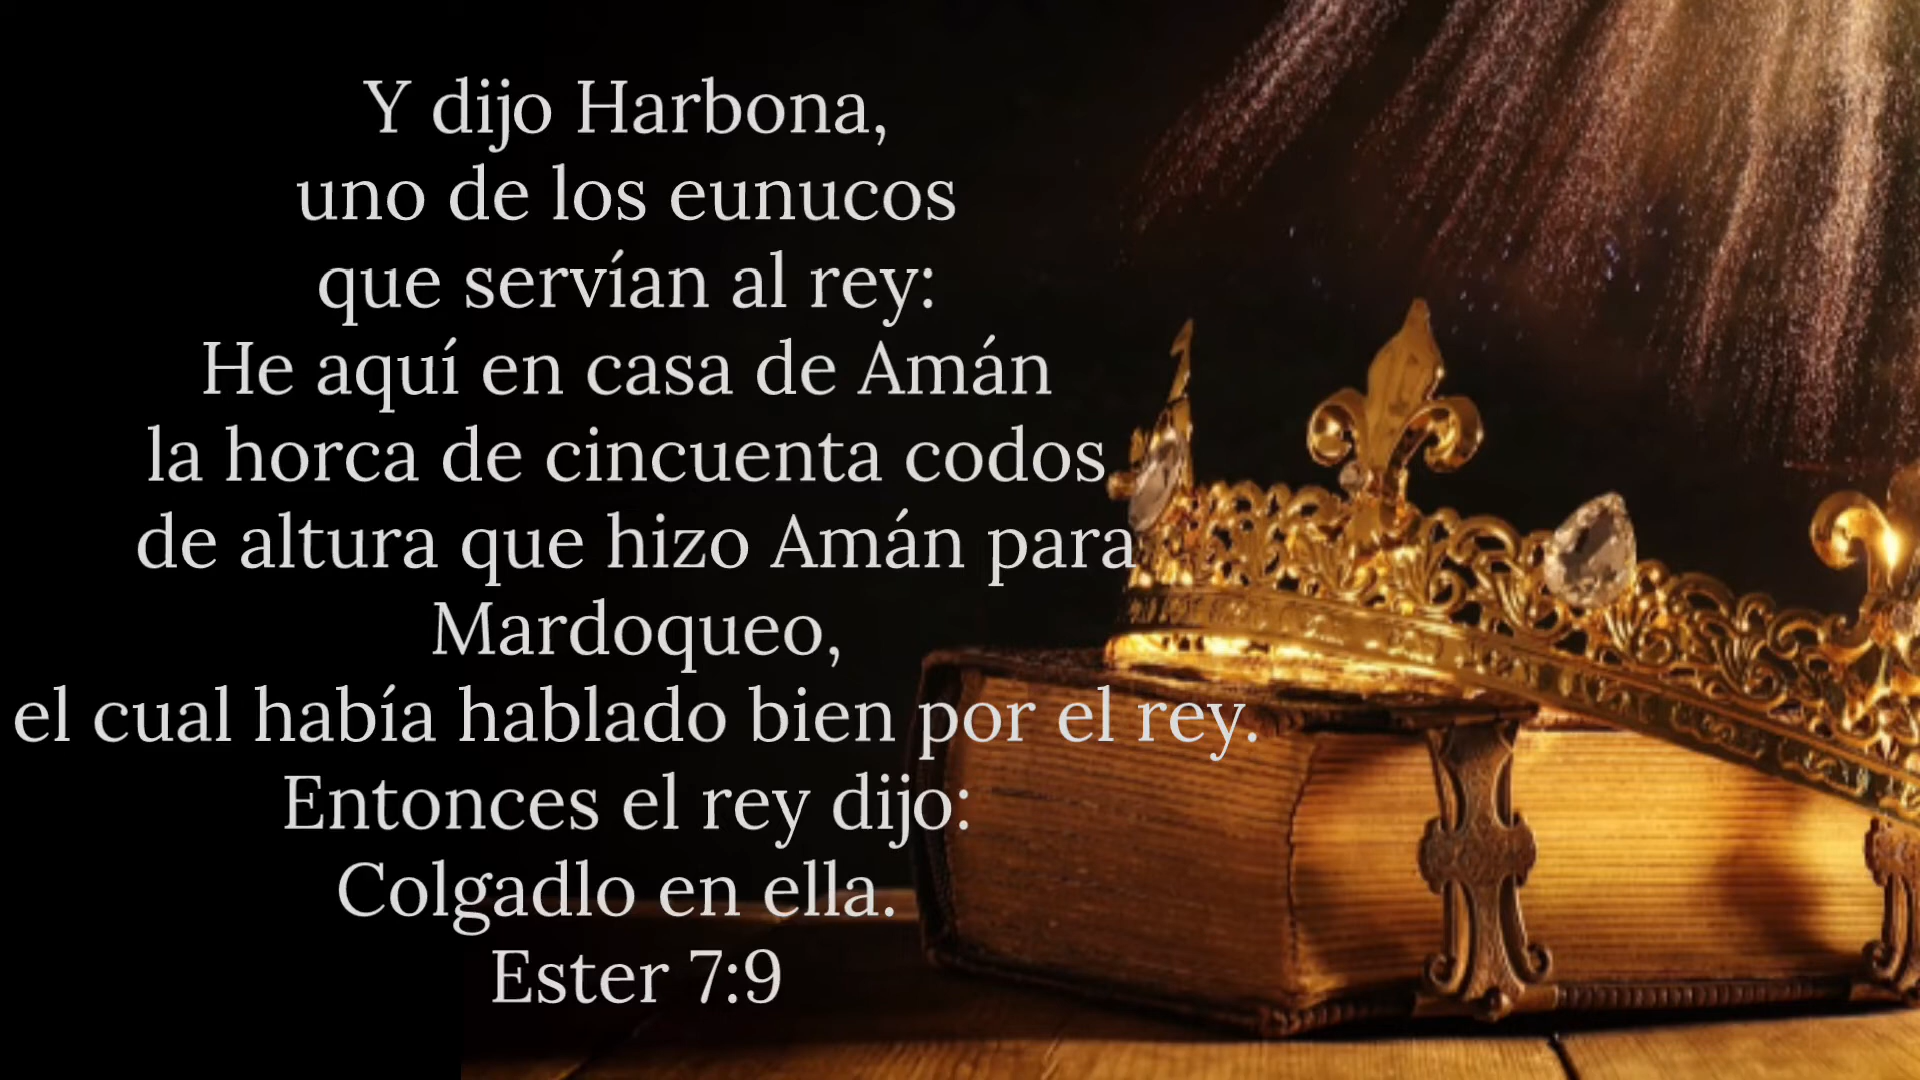 Y dijo Harbona,
uno de los eunucos
que servían al rey:
He aquí en casa de Amán
la horca de cincuenta codos
de altura que hizo Amán para
Mardoqueo,
el cual había hablado bien por el rey.
Entonces el rey dijo:
Colgadlo en ella.
Ester 7:9